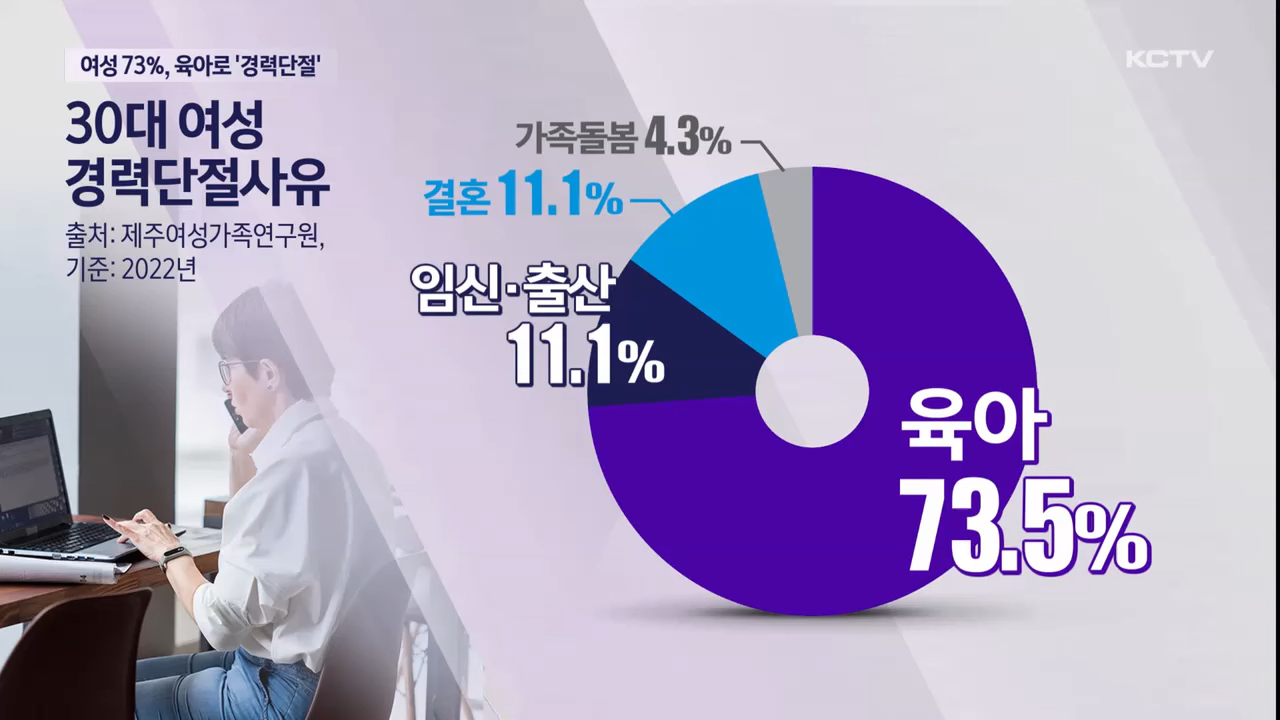 여성 73%, 육아로 '경력단절'
30대 여성
경력단절사유
출처: 제주여성가족연구원,
기준: 2022년
KCTV
가족돌봄 4.3%
결혼 11.1%
임신·출산
11.1%
육아
73.5%